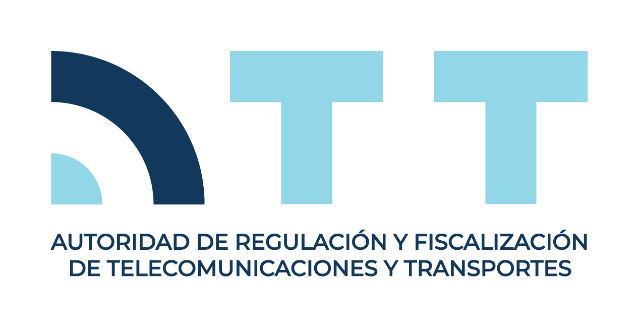 ATT
AUTORIDAD DE REGULACIÓN Y FISCALIZACIÓN
DE TELECOMUNICACIONES Y TRANSPORTES